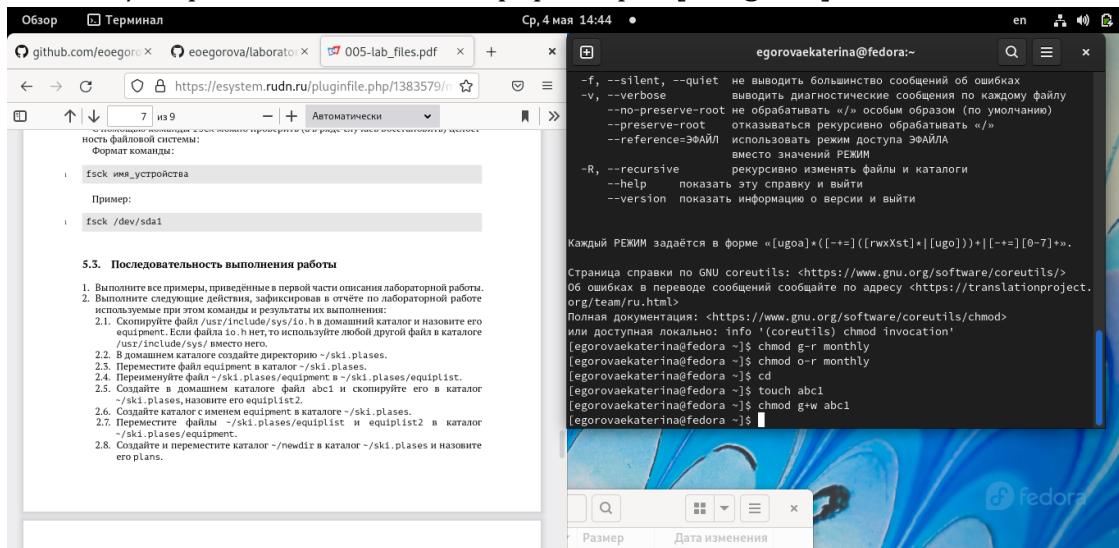 Обзор
Терминал
Ср, 4 мая 14:44
en
github.com/eoegoro
eoegorova/laborator
005-lab_files.pdf
https://esystem.rudn.ru/pluginfile.php/1383579/
7 из 9
Автоматически
ность файловой системы:
Формат команды:
1 fsck имя_устройства
Пример:
1 fsck /dev/sda1
5.3. Последовательность выполнения работы
1. Выполните все примеры, приведённые в первой части описания лабораторной работы.
2. Выполните следующие действия, зафиксировав в отчёте по лабораторной работе
используемые при этом команды и результаты их выполнения:
2.1. Скопируйте файл /usr/include/sys/io.h в домашний каталог и назовите его
equipment. Если файла io.h нет, то используйте любой другой файл в каталоге
/usr/include/sys/ вместо него.
2.2. В домашнем каталоге создайте директорию ~/ski.plases.
2.3. Переместите файл equipment в каталог ~/ski.plases.
2.4. Переименуйте файл ~/ski.plases/equipment в ~/ski.plases/equiplist.
2.5. Создайте в домашнем каталоге файл abc1 и скопируйте его в каталог
~/ski.plases, назовите его equiplist2.
2.6. Создайте каталог с именем equipment в каталоге ~/ski.plases.
2.7. Переместите файлы ~/ski.plases/equiplist и equiplist2 в каталог
~/ski.plases/equipment.
2.8. Создайте и переместите каталог ~/newdir в каталог ~/ski.plases и назовите
его plans.
egorovaekaterina@fedora:~
-f, --silent, --quiet не выводить большинство сообщений об ошибках
-v, --verbose выводить диагностические сообщения по каждому файлу
--no-preserve-root не обрабатывать «/» особым образом (по умолчанию)
--preserve-root отказываться рекурсивно обрабатывать «/»
--reference=ЭФАЙЛ использовать режим доступа ЭФАЙЛА
вместо значений РЕЖИМ
-R, --recursive рекурсивно изменять файлы и каталоги
--help показать эту справку и выйти
--version показать информацию о версии и выйти
Каждый РЕЖИМ задаётся в форме «[ugoa]*([-+=]([rwxXst]*|[ugo]))+|[-+=][0-7]+».
Страница справки по GNU coreutils: <https://www.gnu.org/software/coreutils/>
Об ошибках в переводе сообщений сообщайте по адресу <https://translationproject.
org/team/ru.html>
Полная документация: <https://www.gnu.org/software/coreutils/chmod>
или доступная локально: info '(coreutils) chmod invocation'
[egorovaekaterina@fedora ~]$ chmod g-r monthly
[egorovaekaterina@fedora ~]$ chmod o-r monthly
[egorovaekaterina@fedora ~]$ cd
[egorovaekaterina@fedora ~]$ touch abc1
[egorovaekaterina@fedora ~]$ chmod g+w abc1
[egorovaekaterina@fedora ~]$
fedora
Размер
Дата изменения